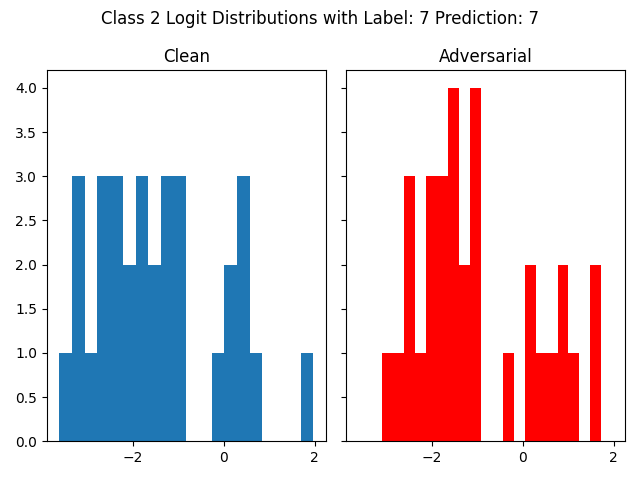 Class 2 Logit Distributions with Label: 7 Prediction: 7
Clean
Adversarial
4.0
3.5
3.0
2.5
2.0
1.5
1.0
0.5
0.0
−2 0 2
−2 0 2